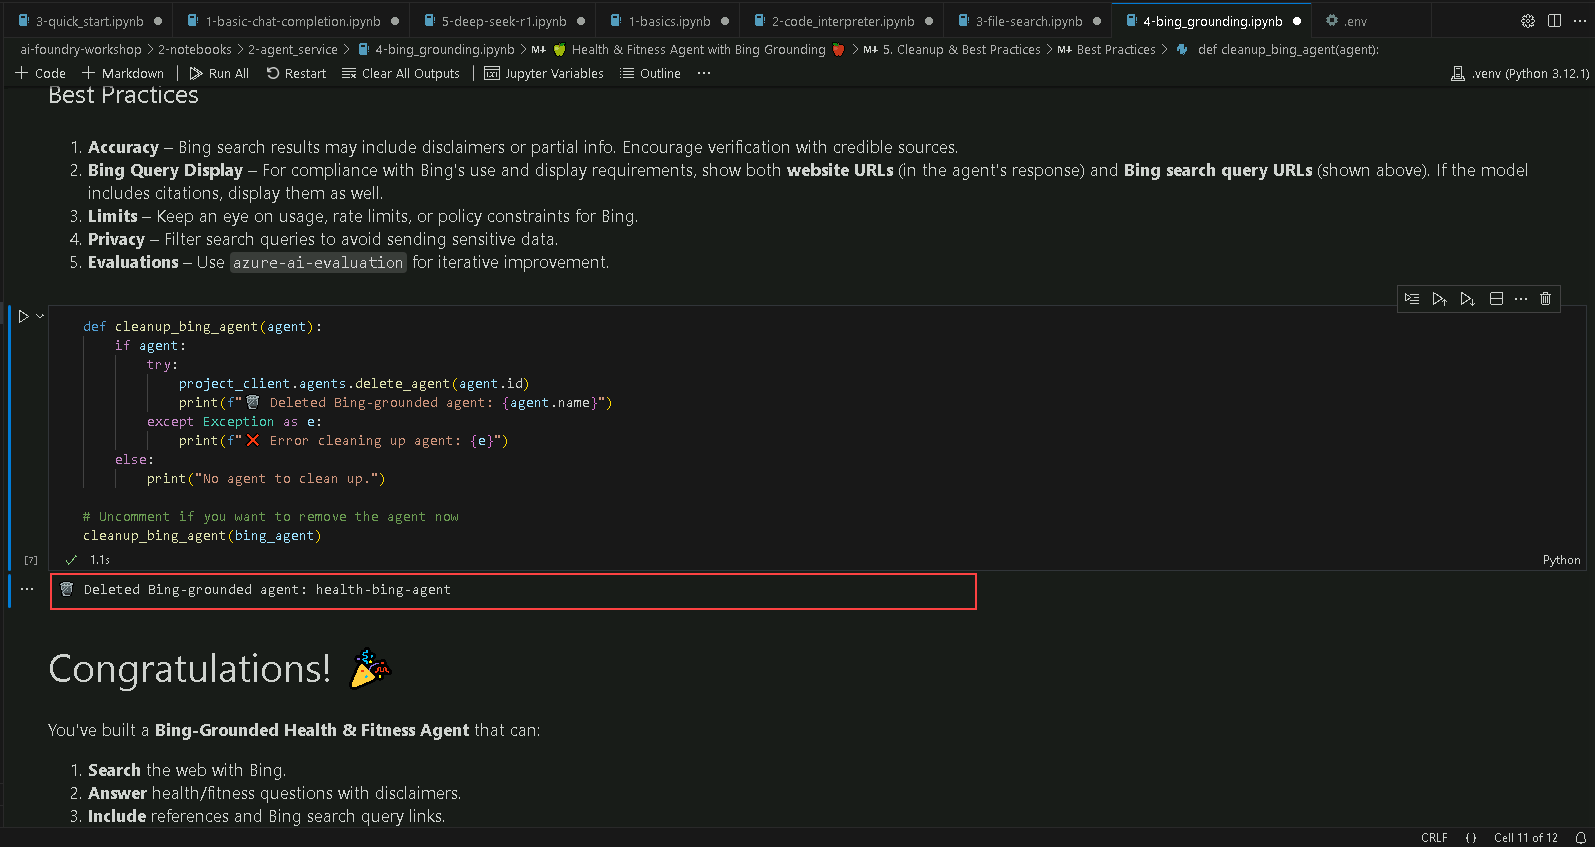 3-quick_start.ipynb 1-basic-chat-completion.ipynb 5-deep-seek-r1.ipynb 1-basics.ipynb 2-code_interpreter.ipynb 3-file-search.ipynb 4-bing_grounding.ipynb .env
ai-foundry-workshop > 2-notebooks > 2-agent_service > 4-bing_grounding.ipynb > M↓ 🍏 Health & Fitness Agent with Bing Grounding 🍎 > M↓ 5. Cleanup & Best Practices > M↓ Best Practices > def cleanup_bing_agent(agent):
+ Code + Markdown | Run All Restart Clear All Outputs | Jupyter Variables Outline ··· .venv (Python 3.12.1)
Best Practices
1. Accuracy – Bing search results may include disclaimers or partial info. Encourage verification with credible sources.
2. Bing Query Display – For compliance with Bing's use and display requirements, show both website URLs (in the agent's response) and Bing search query URLs (shown above). If the model
includes citations, display them as well.
3. Limits – Keep an eye on usage, rate limits, or policy constraints for Bing.
4. Privacy – Filter search queries to avoid sending sensitive data.
5. Evaluations – Use azure-ai-evaluation for iterative improvement.
def cleanup_bing_agent(agent):
if agent:
try:
project_client.agents.delete_agent(agent.id)
print(f"🗑️ Deleted Bing-grounded agent: {agent.name}")
except Exception as e:
print(f"❌ Error cleaning up agent: {e}")
else:
print("No agent to clean up.")
# Uncomment if you want to remove the agent now
cleanup_bing_agent(bing_agent)
[7] ✓ 1.1s Python
··· 🗑️ Deleted Bing-grounded agent: health-bing-agent
Congratulations! 🎉
You've built a Bing-Grounded Health & Fitness Agent that can:
1. Search the web with Bing.
2. Answer health/fitness questions with disclaimers.
3. Include references and Bing search query links.
CRLF {} Cell 11 of 12